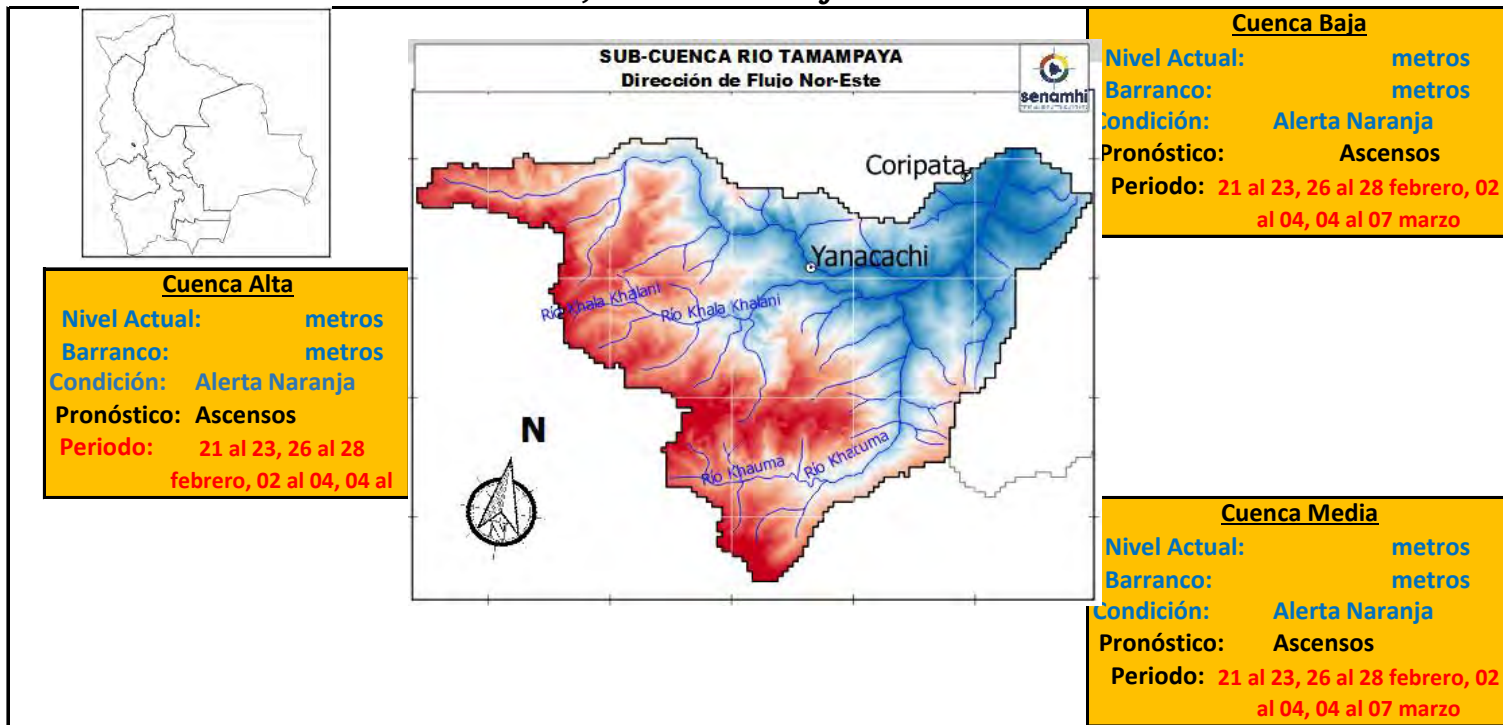 SUB-CUENCA RIO TAMAMPAYA
Dirección de Flujo Nor-Este
senamhi
Coripata
Yanacachi
Río Khala Khalani
Río Khala Khalani
Río Khauma
Río Khacuma
N
Cuenca Baja
Nivel Actual: metros
Barranco: metros
Condición: Alerta Naranja
Pronóstico: Ascensos
Periodo: 21 al 23, 26 al 28 febrero, 02
al 04, 04 al 07 marzo
Cuenca Alta
Nivel Actual: metros
Barranco: metros
Condición: Alerta Naranja
Pronóstico: Ascensos
Periodo: 21 al 23, 26 al 28
febrero, 02 al 04, 04 al
Cuenca Media
Nivel Actual: metros
Barranco: metros
Condición: Alerta Naranja
Pronóstico: Ascensos
Periodo: 21 al 23, 26 al 28 febrero, 02
al 04, 04 al 07 marzo